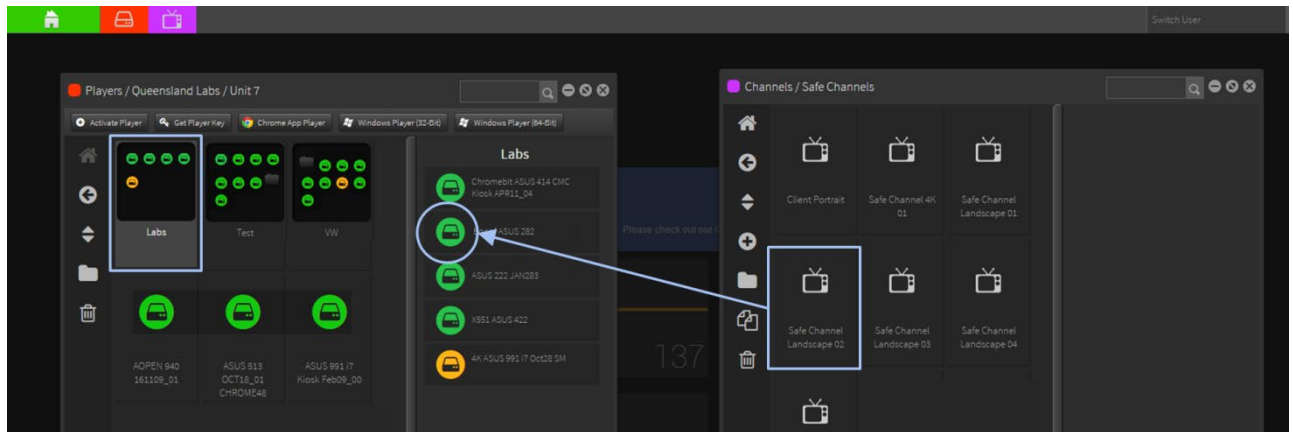 Switch User
Players / Queensland Labs / Unit 7
Activate Player
Get Player Key
Chrome App Player
Windows Player (32-Bit)
Windows Player (64-Bit)
Labs
Test
VW
AOPEN 940
161109_01
ASUS 513
OCT18_01
CHROME48
ASUS 991 i7
Kiosk Feb09_00
Labs
Chromebit ASUS 414 CMC
Kiosk APR11_04
ASUS 282
ASUS 222 JAN283
X551 ASUS 422
4K ASUS 991 i7 Oct28 SM
Please check out our
137
Channels / Safe Channels
Client Portrait
Safe Channel 4K
01
Safe Channel
Landscape 01
Safe Channel
Landscape 02
Safe Channel
Landscape 03
Safe Channel
Landscape 04